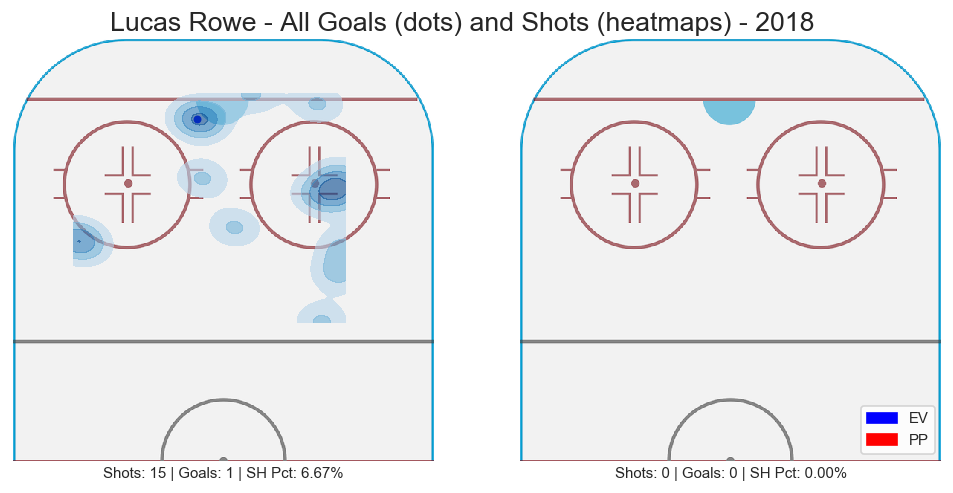 Lucas Rowe - All Goals (dots) and Shots (heatmaps) - 2018
EV
PP
Shots: 15 | Goals: 1 | SH Pct: 6.67%
Shots: 0 | Goals: 0 | SH Pct: 0.00%